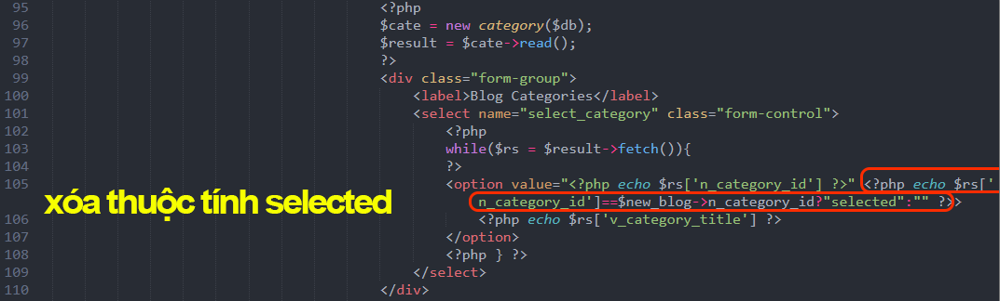 95 <?php
96 $cate = new category($db);
97 $result = $cate->read();
98 ?>
99 <div class="form-group">
100 <label>Blog Categories</label>
101 <select name="select_category" class="form-control">
102 <?php
103 while($rs = $result->fetch()){
104 ?>
105 <option value="<?php echo $rs['n_category_id'] ?>" <?php echo $rs['
n_category_id']==$new_blog->n_category_id?"selected":"" ?>>
xóa thuộc tính selected
106 <?php echo $rs['v_category_title'] ?>
107 </option>
108 <?php } ?>
109 </select>
110 </div>